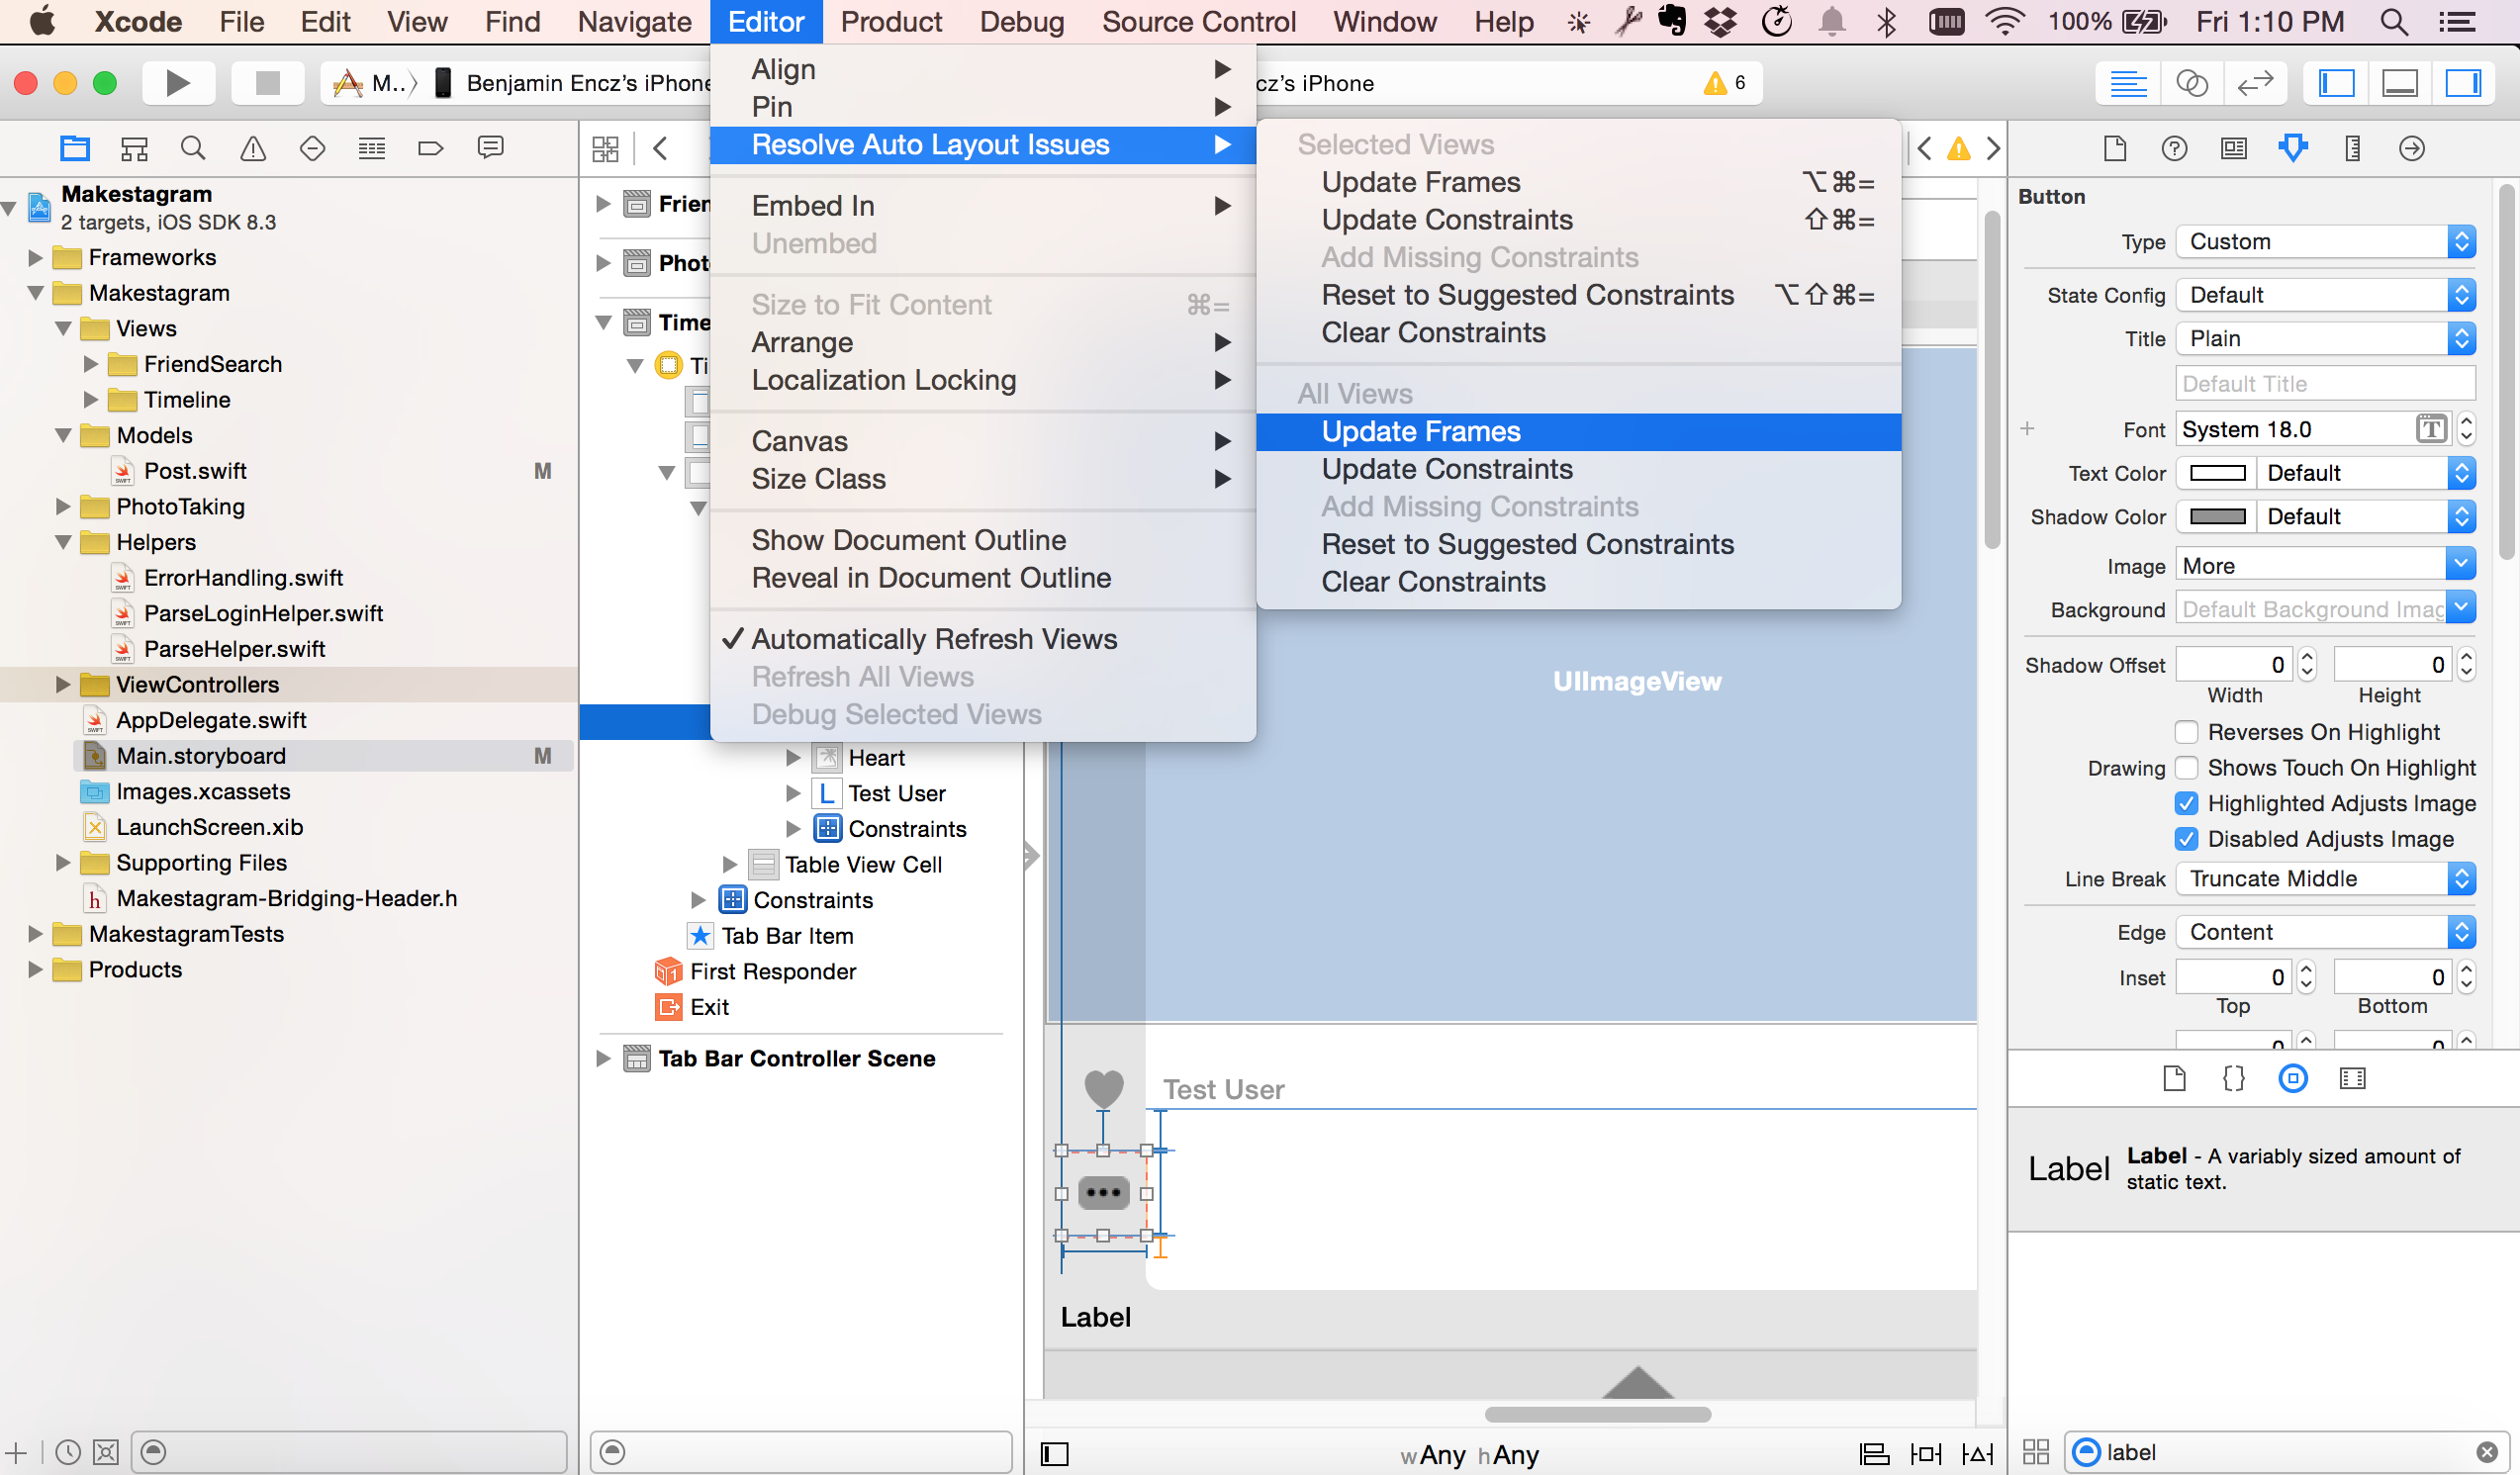 Xcode File Edit View Find Navigate Editor Product Debug Source Control Window Help 100% Fri 1:10 PM
M.. Benjamin Encz's iPhone
cz's iPhone 6
Makestagram
2 targets, iOS SDK 8.3
Frameworks
Makestagram
Views
FriendSearch
Timeline
Models
Post.swift M
PhotoTaking
Helpers
ErrorHandling.swift
ParseLoginHelper.swift
ParseHelper.swift
ViewControllers
AppDelegate.swift
Main.storyboard M
Images.xcassets
LaunchScreen.xib
Supporting Files
h Makestagram-Bridging-Header.h
MakestagramTests
Products
Frien
Phot
Time
Ti
Heart
L Test User
Constraints
Table View Cell
Constraints
Tab Bar Item
First Responder
Exit
Tab Bar Controller Scene
Align
Pin
Resolve Auto Layout Issues
Embed In
Unembed
Size to Fit Content ⌘=
Arrange
Localization Locking
Canvas
Size Class
Show Document Outline
Reveal in Document Outline
✓ Automatically Refresh Views
Refresh All Views
Debug Selected Views
Selected Views
Update Frames ⌥⌘=
Update Constraints ⇧⌘=
Add Missing Constraints
Reset to Suggested Constraints ⌥⇧⌘=
Clear Constraints
All Views
Update Frames
Update Constraints
Add Missing Constraints
Reset to Suggested Constraints
Clear Constraints
UIImageView
Test User
Label
wAny hAny
Button
Type Custom
State Config Default
Title Plain
Default Title
Font System 18.0 T
Text Color Default
Shadow Color Default
Image More
Background Default Background Imag
Shadow Offset 0 0
Width Height
Reverses On Highlight
Drawing Shows Touch On Highlight
Highlighted Adjusts Image
Disabled Adjusts Image
Line Break Truncate Middle
Edge Content
Inset 0 0
Top Bottom
0 0
Label Label - A variably sized amount of
static text.
label